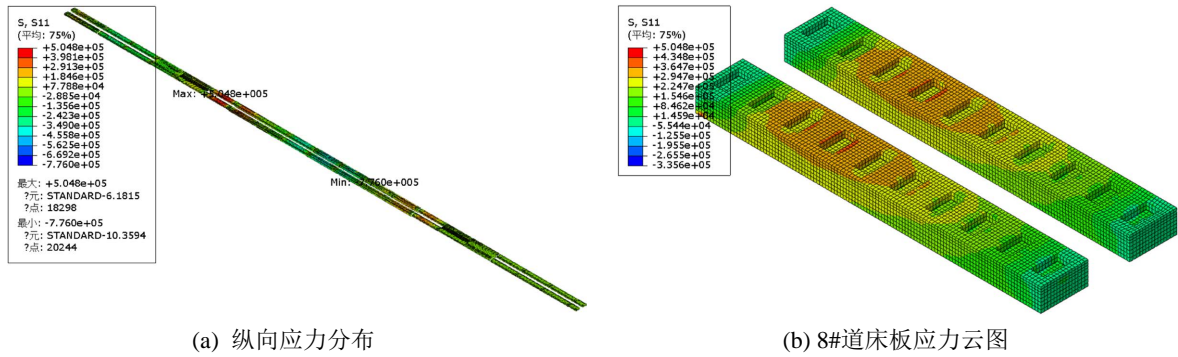 S, S11
(平均: 75%)
+5.048e+05
+3.981e+05
+2.913e+05
+1.846e+05
+7.788e+04
-2.885e+04
-1.356e+05
-2.423e+05
-3.490e+05
-4.558e+05
-5.625e+05
-6.692e+05
-7.760e+05
最大: +5.048e+05
?元: STANDARD-6.1815
?点: 18298
最小: -7.760e+05
?元: STANDARD-10.3594
?点: 20244
Max: +5.048e+005
Min: -7.760e+005
(a) 纵向应力分布
S, S11
(平均: 75%)
+5.048e+05
+4.348e+05
+3.647e+05
+2.947e+05
+2.247e+05
+1.546e+05
+8.462e+04
+1.459e+04
-5.544e+04
-1.255e+05
-1.955e+05
-2.655e+05
-3.356e+05
(b) 8#道床板应力云图